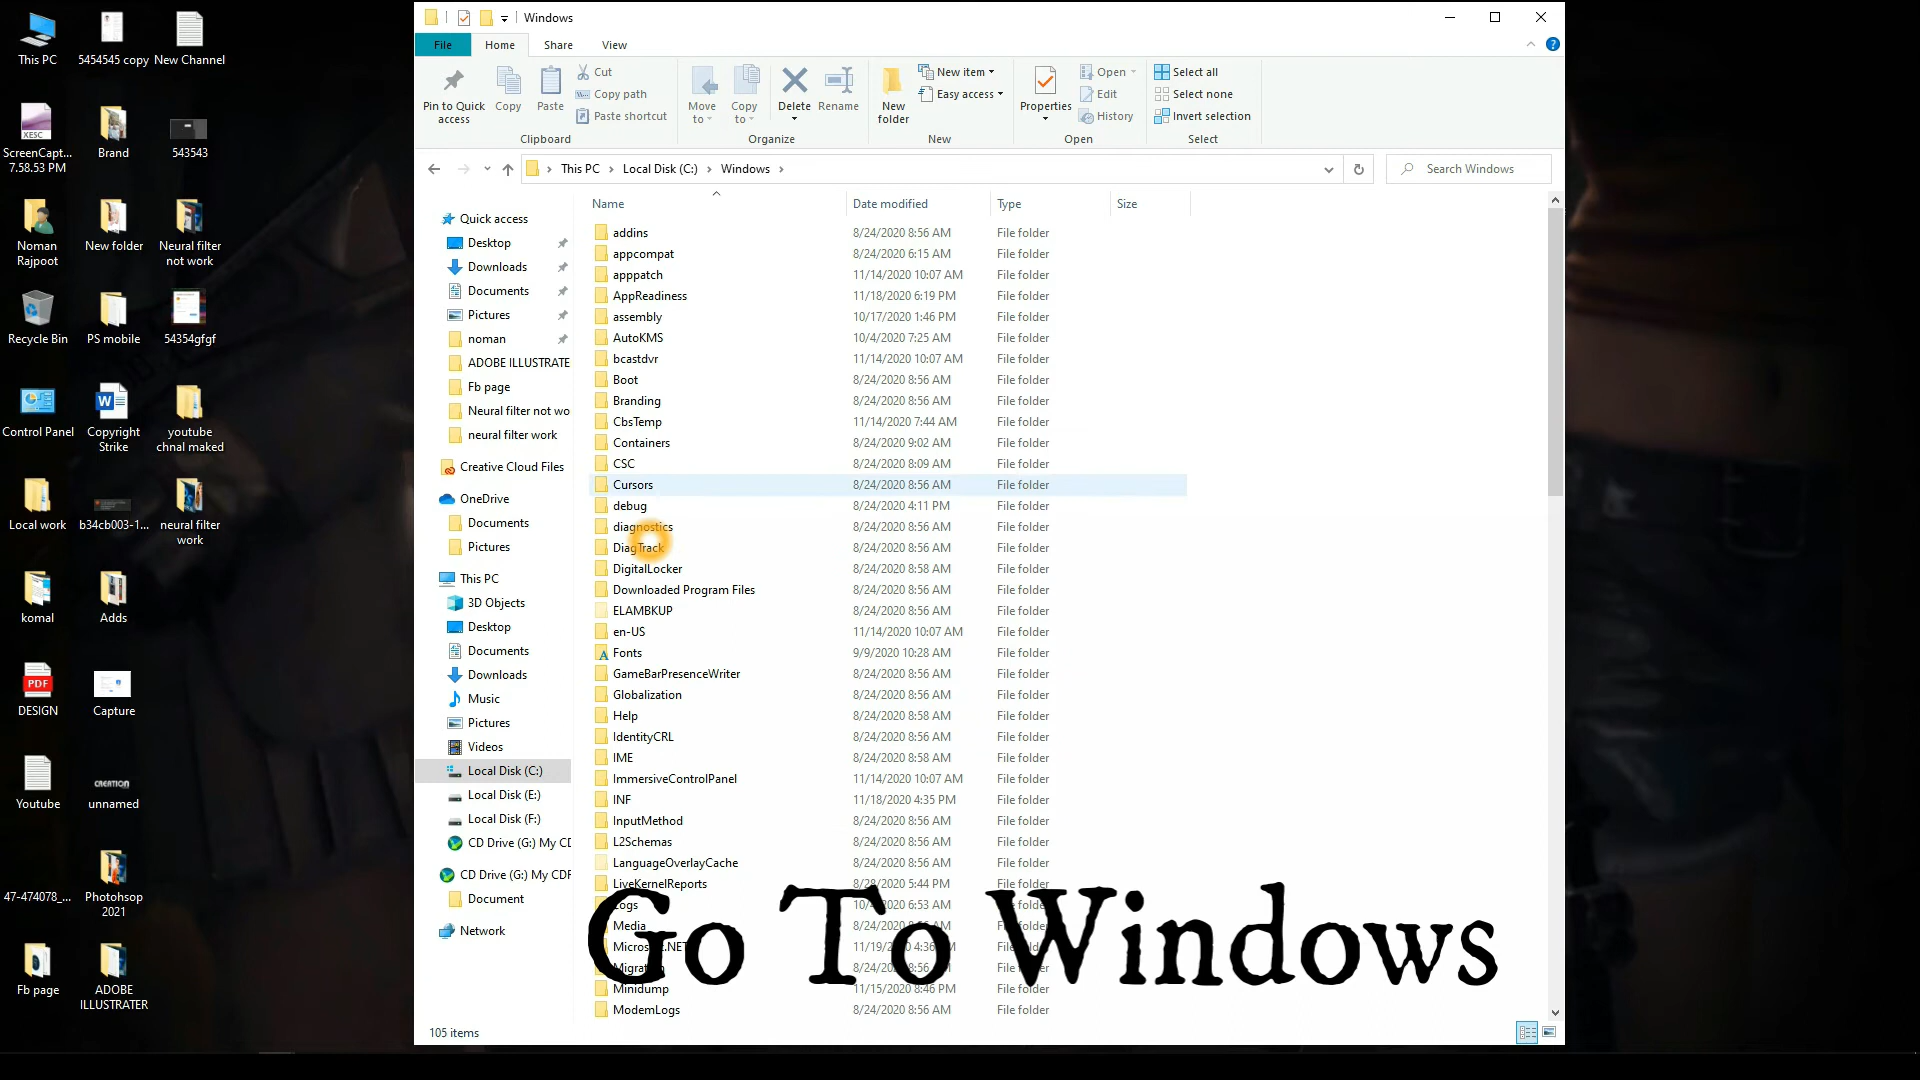 This PC
5454545 copy
New Channel
XESC
ScreenCapt...
7.58.53 PM
Brand
543543
Noman
Rajpoot
New folder
Neural filter
not work
Recycle Bin
PS mobile
54354gfgf
Control Panel
Copyright
Strike
youtube
chnal maked
Local work
b34cb003-1...
neural filter
work
komal
Adds
PDF
DESIGN
Capture
Youtube
CREATION
unnamed
47-474078_...
Photohsop
2021
Fb page
ADOBE
ILLUSTRATER
Windows
File
Home
Share
View
Pin to Quick
access
Copy
Paste
Cut
Copy path
Paste shortcut
Clipboard
Move
to
Copy
to
Delete
Rename
Organize
New
folder
New item
Easy access
New
Properties
Open
Edit
History
Open
Select all
Select none
Invert selection
Select
This PC > Local Disk (C:) > Windows >
Search Windows
Quick access
Desktop
Downloads
Documents
Pictures
noman
ADOBE ILLUSTRATE
Fb page
Neural filter not wo
neural filter work
Creative Cloud Files
OneDrive
Documents
Pictures
This PC
3D Objects
Desktop
Documents
Downloads
Music
Pictures
Videos
Local Disk (C:)
Local Disk (E:)
Local Disk (F:)
CD Drive (G:) My CD
CD Drive (G:) My CDR
Document
Network
Name Date modified Type Size
addins 8/24/2020 8:56 AM File folder
appcompat 8/24/2020 6:15 AM File folder
apppatch 11/14/2020 10:07 AM File folder
AppReadiness 11/18/2020 6:19 PM File folder
assembly 10/17/2020 1:46 PM File folder
AutoKMS 10/4/2020 7:25 AM File folder
bcastdvr 11/14/2020 10:07 AM File folder
Boot 8/24/2020 8:56 AM File folder
Branding 8/24/2020 8:56 AM File folder
CbsTemp 11/14/2020 7:44 AM File folder
Containers 8/24/2020 9:02 AM File folder
CSC 8/24/2020 8:09 AM File folder
Cursors 8/24/2020 8:56 AM File folder
debug 8/24/2020 4:11 PM File folder
diagnostics 8/24/2020 8:56 AM File folder
DiagTrack 8/24/2020 8:56 AM File folder
DigitalLocker 8/24/2020 8:58 AM File folder
Downloaded Program Files 8/24/2020 8:56 AM File folder
ELAMBKUP 8/24/2020 8:56 AM File folder
en-US 11/14/2020 10:07 AM File folder
Fonts 9/9/2020 10:28 AM File folder
GameBarPresenceWriter 8/24/2020 8:56 AM File folder
Globalization 8/24/2020 8:56 AM File folder
Help 8/24/2020 8:58 AM File folder
IdentityCRL 8/24/2020 8:56 AM File folder
IME 8/24/2020 8:58 AM File folder
ImmersiveControlPanel 11/14/2020 10:07 AM File folder
INF 11/18/2020 4:35 PM File folder
InputMethod 8/24/2020 8:56 AM File folder
L2Schemas 8/24/2020 8:56 AM File folder
LanguageOverlayCache 8/24/2020 8:56 AM File folder
LiveKernelReports 8/28/2020 5:44 PM File folder
Logs 6:53 AM File folder
Media File folder
Microsoft.NET File folder
Migration File folder
Minidump 11/15/2020 8:46 PM File folder
ModemLogs 8/24/2020 8:56 AM File folder
Go To Windows
105 items